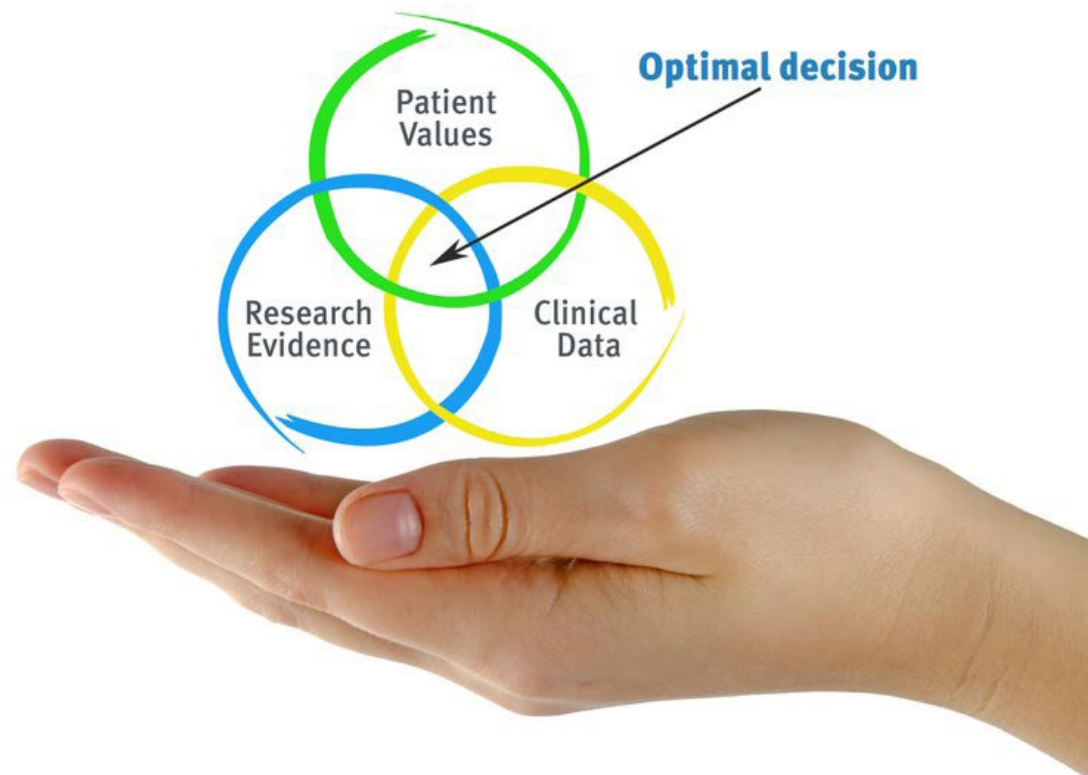 Optimal decision
Patient
Values
Research
Evidence
Clinical
Data